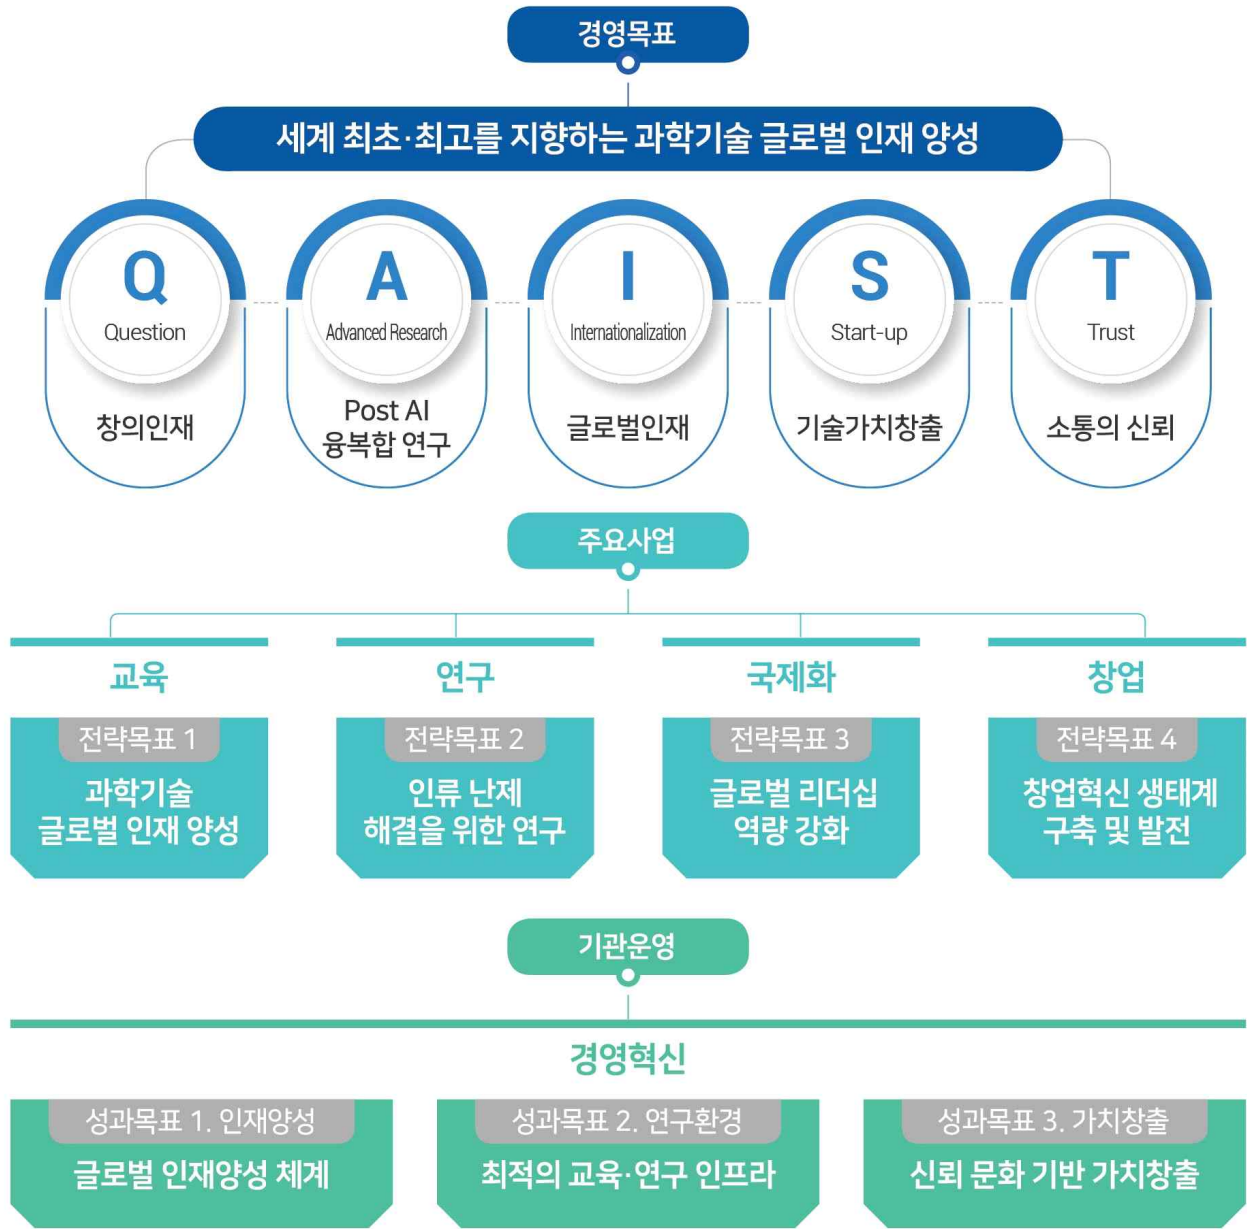 경영목표
세계 최초·최고를 지향하는 과학기술 글로벌 인재 양성
Q
Question
창의인재
A
Advanced Research
Post AI
융복합 연구
I
Internationalization
글로벌인재
S
Start-up
기술가치창출
T
Trust
소통의 신뢰
주요사업
교육
전략목표 1
과학기술
글로벌 인재 양성
연구
전략목표 2
인류 난제
해결을 위한 연구
국제화
전략목표 3
글로벌 리더십
역량 강화
창업
전략목표 4
창업혁신 생태계
구축 및 발전
기관운영
경영혁신
성과목표 1. 인재양성
글로벌 인재양성 체계
성과목표 2. 연구환경
최적의 교육·연구 인프라
성과목표 3. 가치창출
신뢰 문화 기반 가치창출